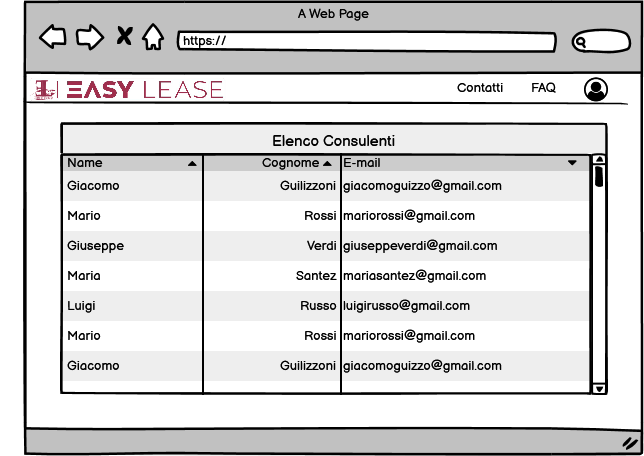 A Web Page
https://
EASY LEASE Contatti FAQ
Elenco Consulenti
Name Cognome E-mail
Giacomo Guilizzoni giacomoguizzo@gmail.com
Mario Rossi mariorossi@gmail.com
Giuseppe Verdi giuseppeverdi@gmail.com
Maria Santez mariasantez@gmail.com
Luigi Russo luigirusso@gmail.com
Mario Rossi mariorossi@gmail.com
Giacomo Guilizzoni giacomoguizzo@gmail.com